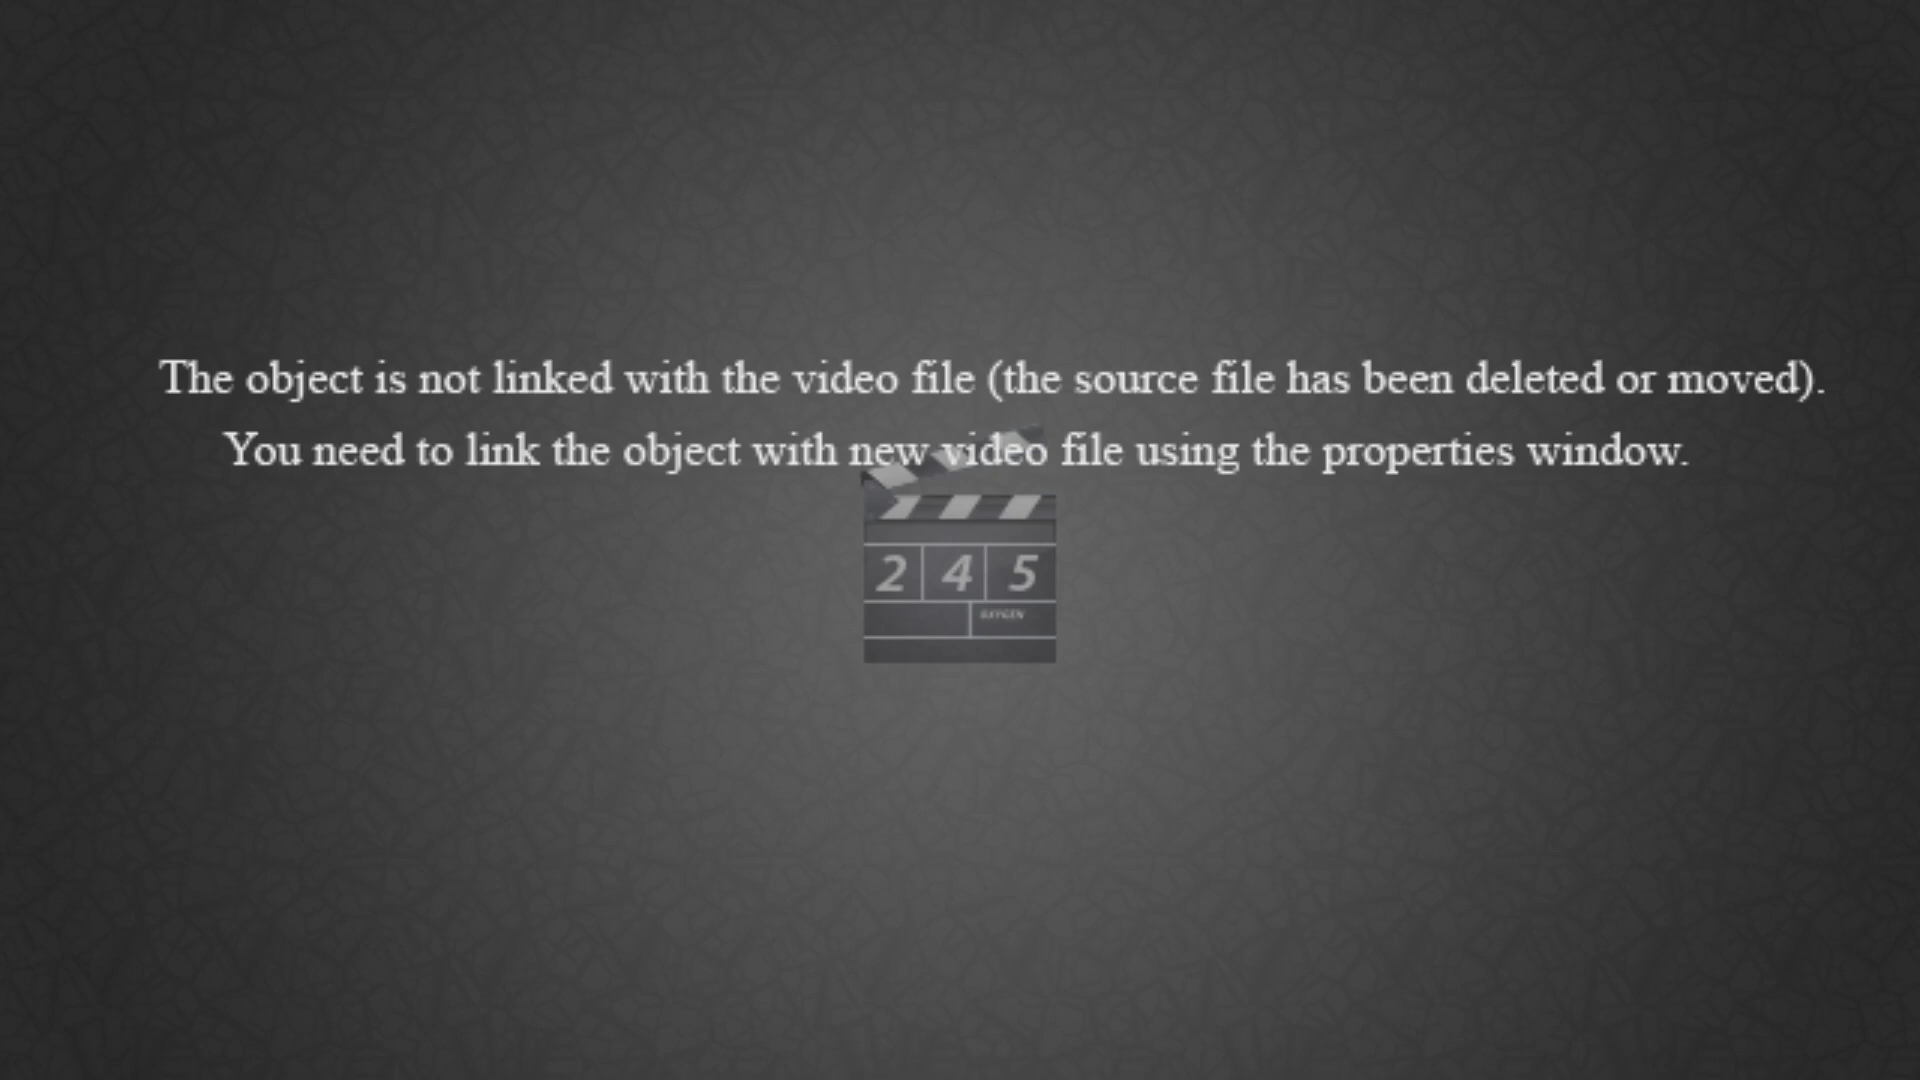 The object is not linked with the video file (the source file has been deleted or moved).
You need to link the object with new video file using the properties window.
2 4 5
OXYGEN